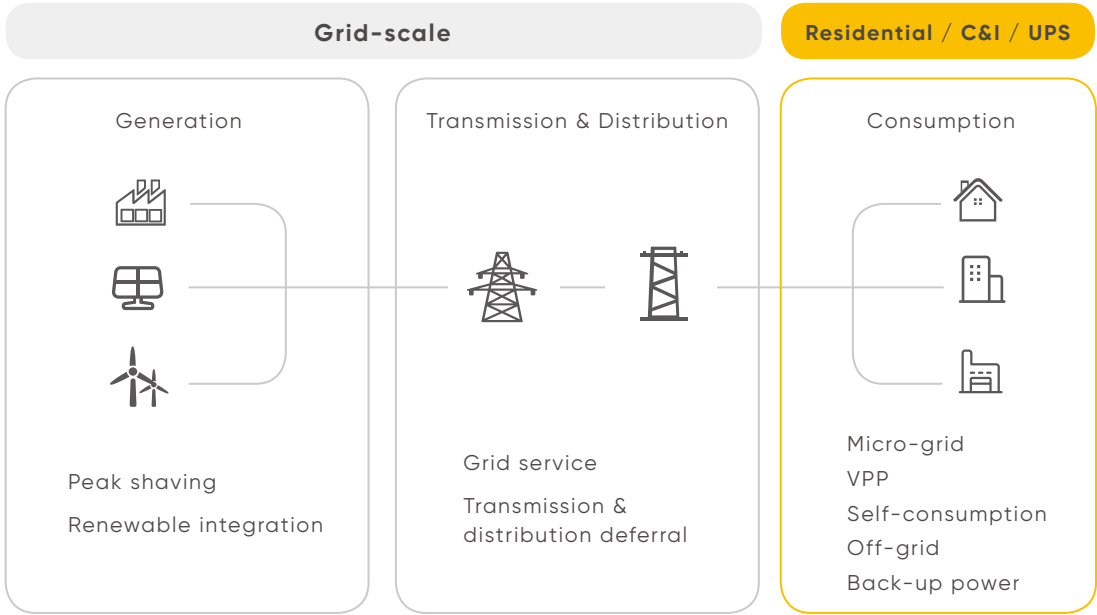 Grid-scale
Residential / C&I / UPS
Generation
Peak shaving
Renewable integration
Transmission & Distribution
Grid service
Transmission &
distribution deferral
Consumption
Micro-grid
VPP
Self-consumption
Off-grid
Back-up power